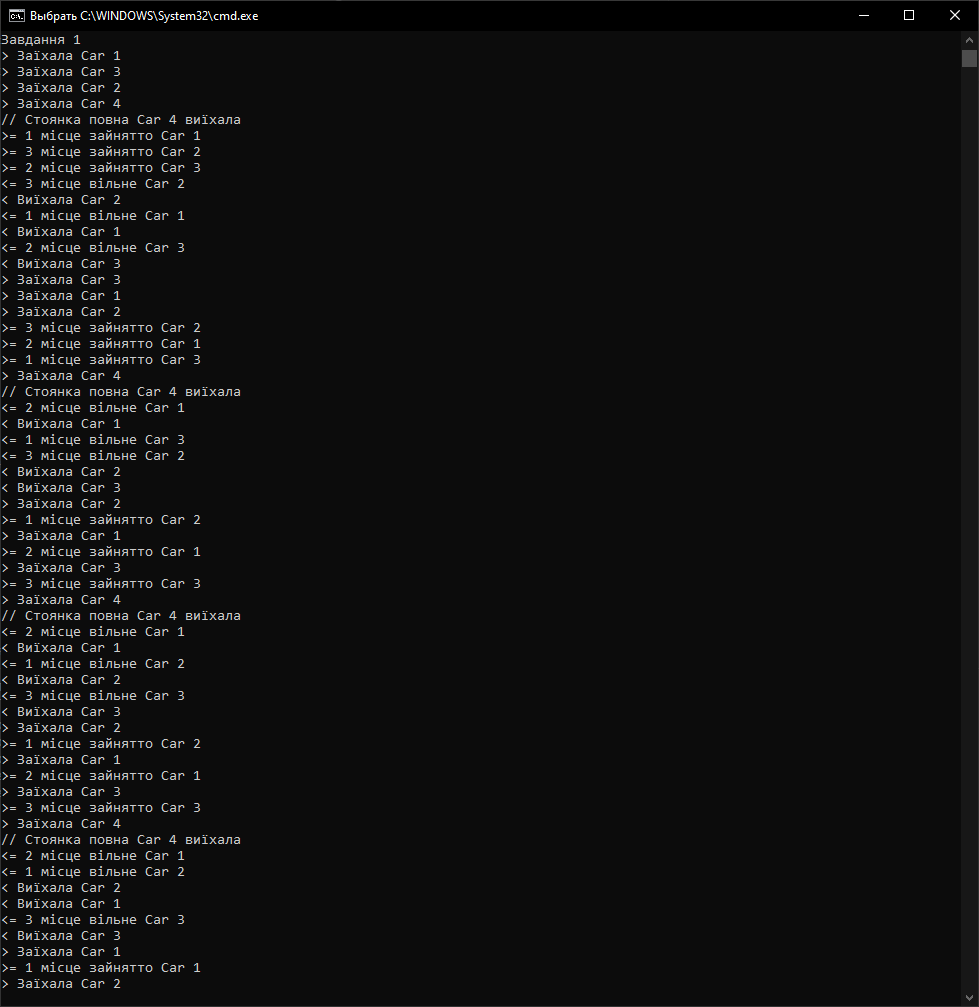 Выбрать C:\WINDOWS\System32\cmd.exe
Завдання 1
> Заїхала Car 1
> Заїхала Car 3
> Заїхала Car 2
> Заїхала Car 4
// Стоянка повна Car 4 виїхала
>= 1 місце зайнятто Car 1
>= 3 місце зайнятто Car 2
>= 2 місце зайнятто Car 3
<= 3 місце вільне Car 2
< Виїхала Car 2
<= 1 місце вільне Car 1
< Виїхала Car 1
<= 2 місце вільне Car 3
< Виїхала Car 3
> Заїхала Car 3
> Заїхала Car 1
> Заїхала Car 2
>= 3 місце зайнятто Car 2
>= 2 місце зайнятто Car 1
>= 1 місце зайнятто Car 3
> Заїхала Car 4
// Стоянка повна Car 4 виїхала
<= 2 місце вільне Car 1
< Виїхала Car 1
<= 1 місце вільне Car 3
<= 3 місце вільне Car 2
< Виїхала Car 2
< Виїхала Car 3
> Заїхала Car 2
>= 1 місце зайнятто Car 2
> Заїхала Car 1
>= 2 місце зайнятто Car 1
> Заїхала Car 3
>= 3 місце зайнятто Car 3
> Заїхала Car 4
// Стоянка повна Car 4 виїхала
<= 2 місце вільне Car 1
< Виїхала Car 1
<= 1 місце вільне Car 2
< Виїхала Car 2
<= 3 місце вільне Car 3
< Виїхала Car 3
> Заїхала Car 2
>= 1 місце зайнятто Car 2
> Заїхала Car 1
>= 2 місце зайнятто Car 1
> Заїхала Car 3
>= 3 місце зайнятто Car 3
> Заїхала Car 4
// Стоянка повна Car 4 виїхала
<= 2 місце вільне Car 1
<= 1 місце вільне Car 2
< Виїхала Car 2
< Виїхала Car 1
<= 3 місце вільне Car 3
< Виїхала Car 3
> Заїхала Car 1
>= 1 місце зайнятто Car 1
> Заїхала Car 2